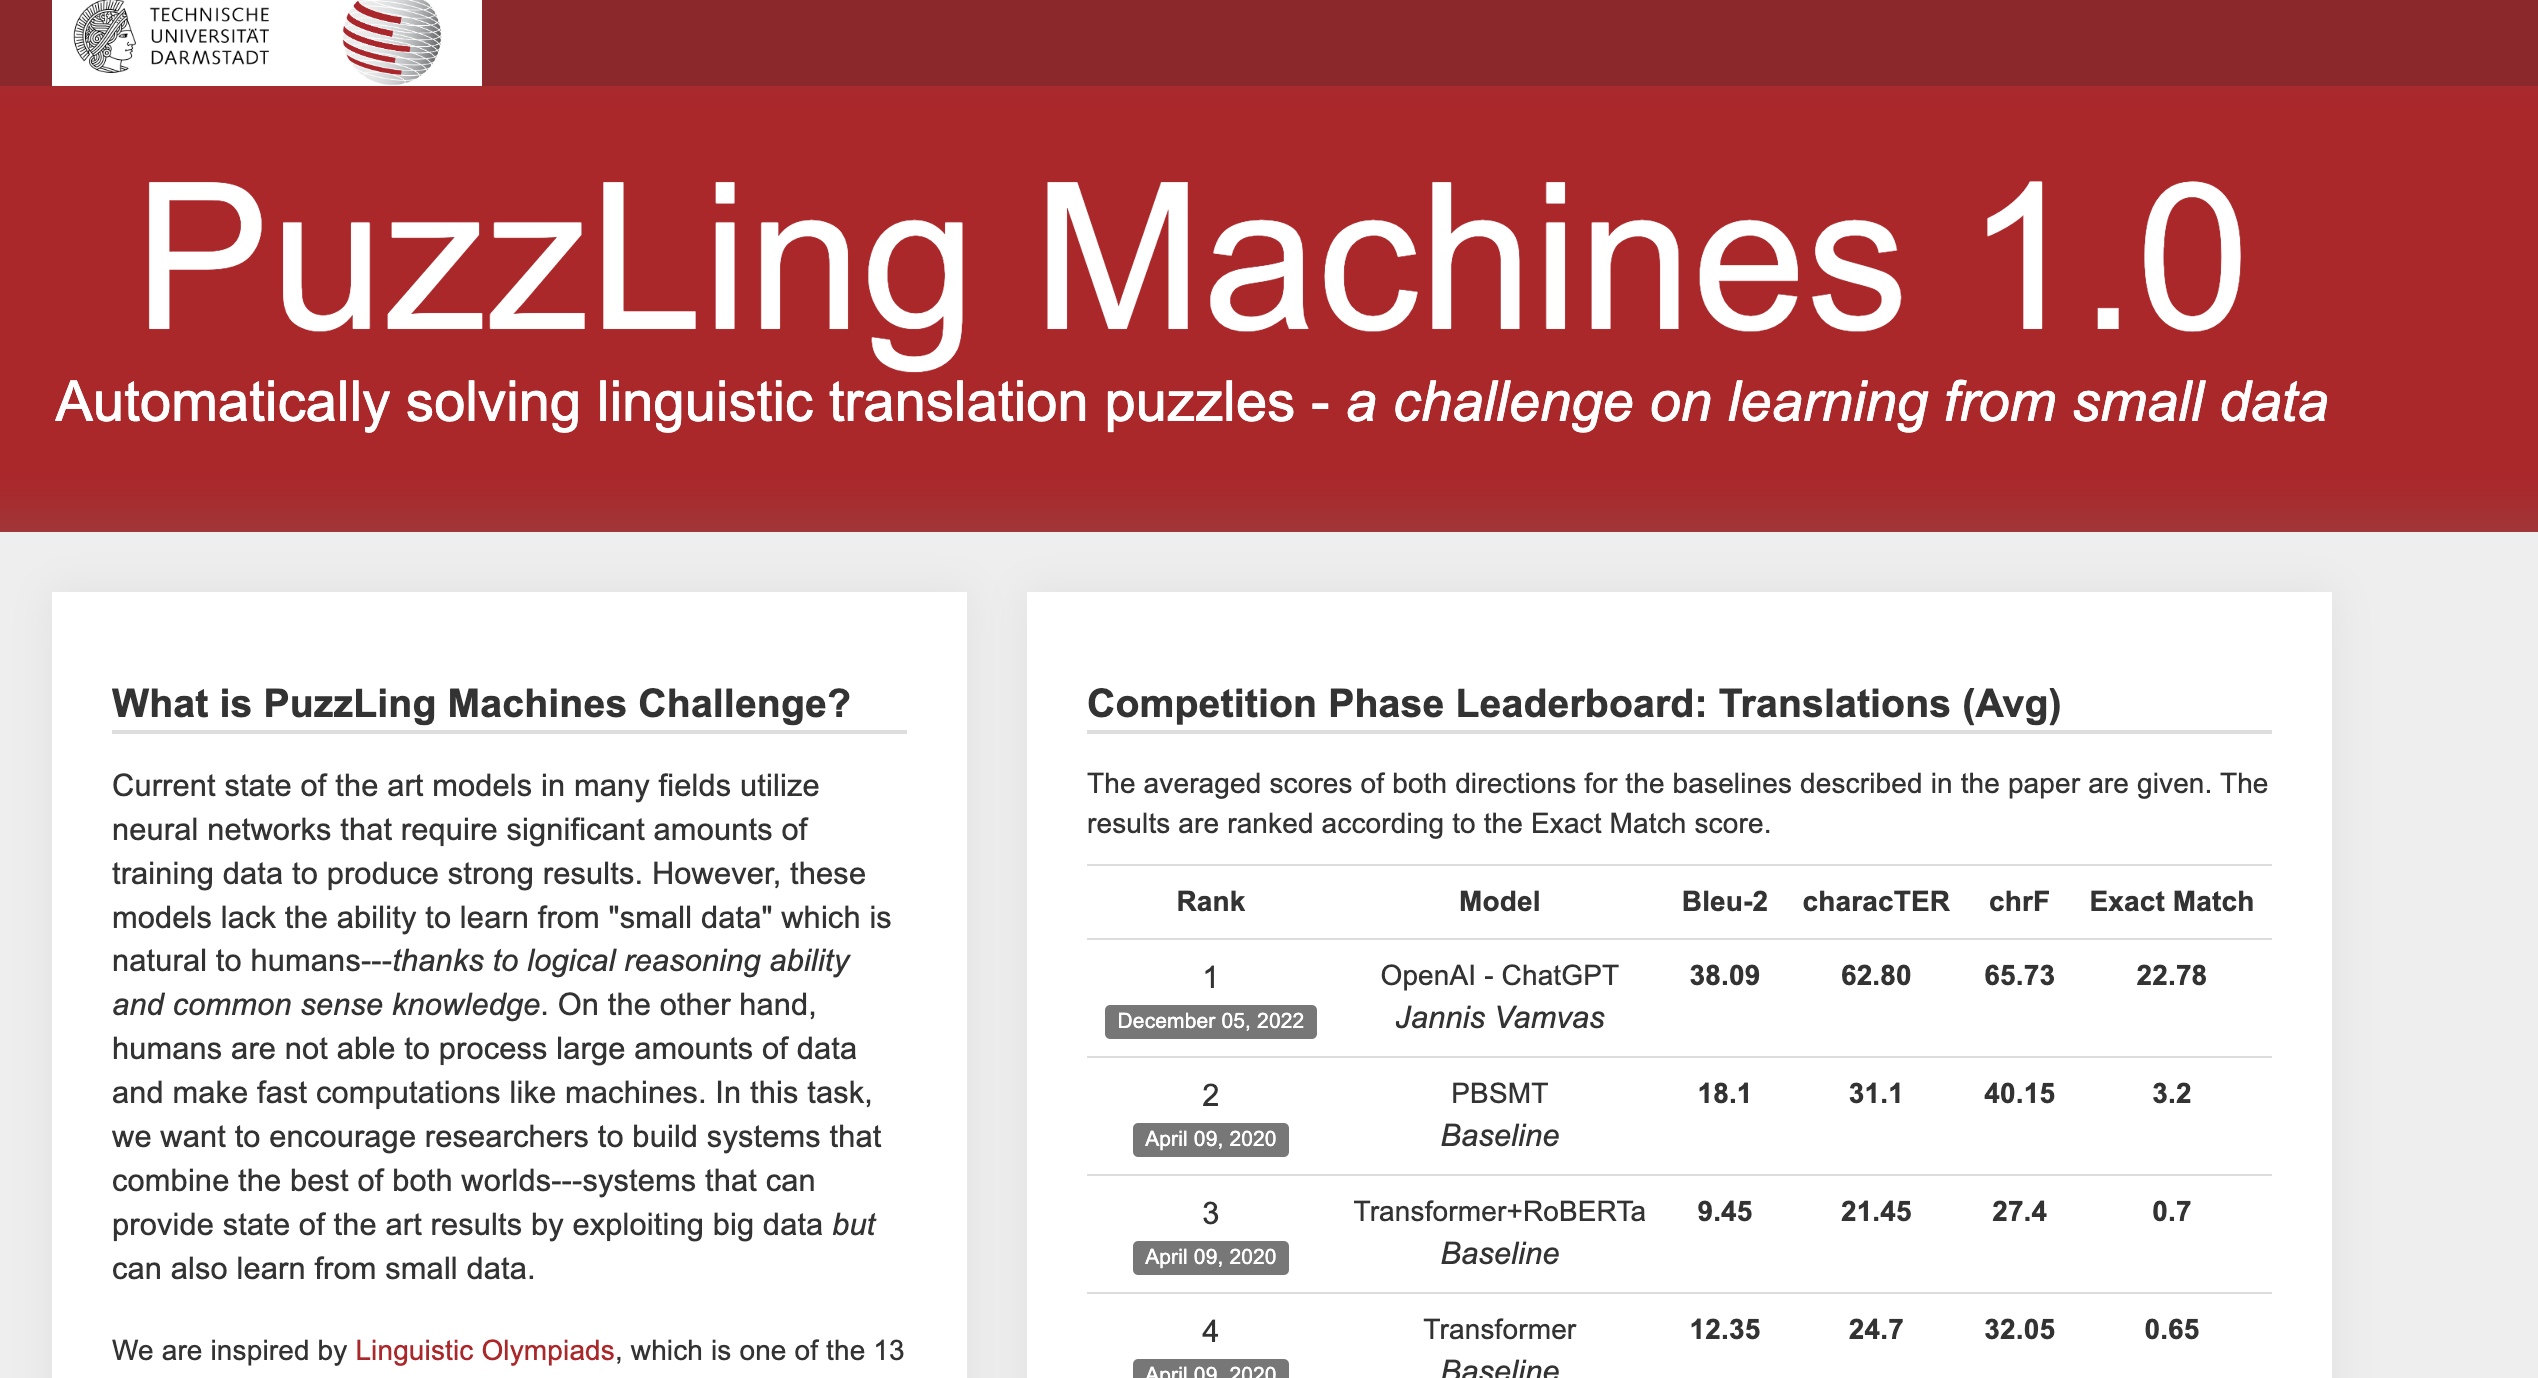 TECHNISCHE
UNIVERSITÄT
DARMSTADT
PuzzLing Machines 1.0
Automatically solving linguistic translation puzzles - a challenge on learning from small data
What is PuzzLing Machines Challenge?
Current state of the art models in many fields utilize
neural networks that require significant amounts of
training data to produce strong results. However, these
models lack the ability to learn from "small data" which is
natural to humans---thanks to logical reasoning ability
and common sense knowledge. On the other hand,
humans are not able to process large amounts of data
and make fast computations like machines. In this task,
we want to encourage researchers to build systems that
combine the best of both worlds---systems that can
provide state of the art results by exploiting big data but
can also learn from small data.
We are inspired by Linguistic Olympiads, which is one of the 13
Competition Phase Leaderboard: Translations (Avg)
The averaged scores of both directions for the baselines described in the paper are given. The
results are ranked according to the Exact Match score.
Rank Model Bleu-2 characTER chrF Exact Match
1 OpenAI - ChatGPT 38.09 62.80 65.73 22.78
December 05, 2022 Jannis Vamvas
2 PBSMT 18.1 31.1 40.15 3.2
April 09, 2020 Baseline
3 Transformer+RoBERTa 9.45 21.45 27.4 0.7
April 09, 2020 Baseline
4 Transformer 12.35 24.7 32.05 0.65
April 09, 2020 Baseline